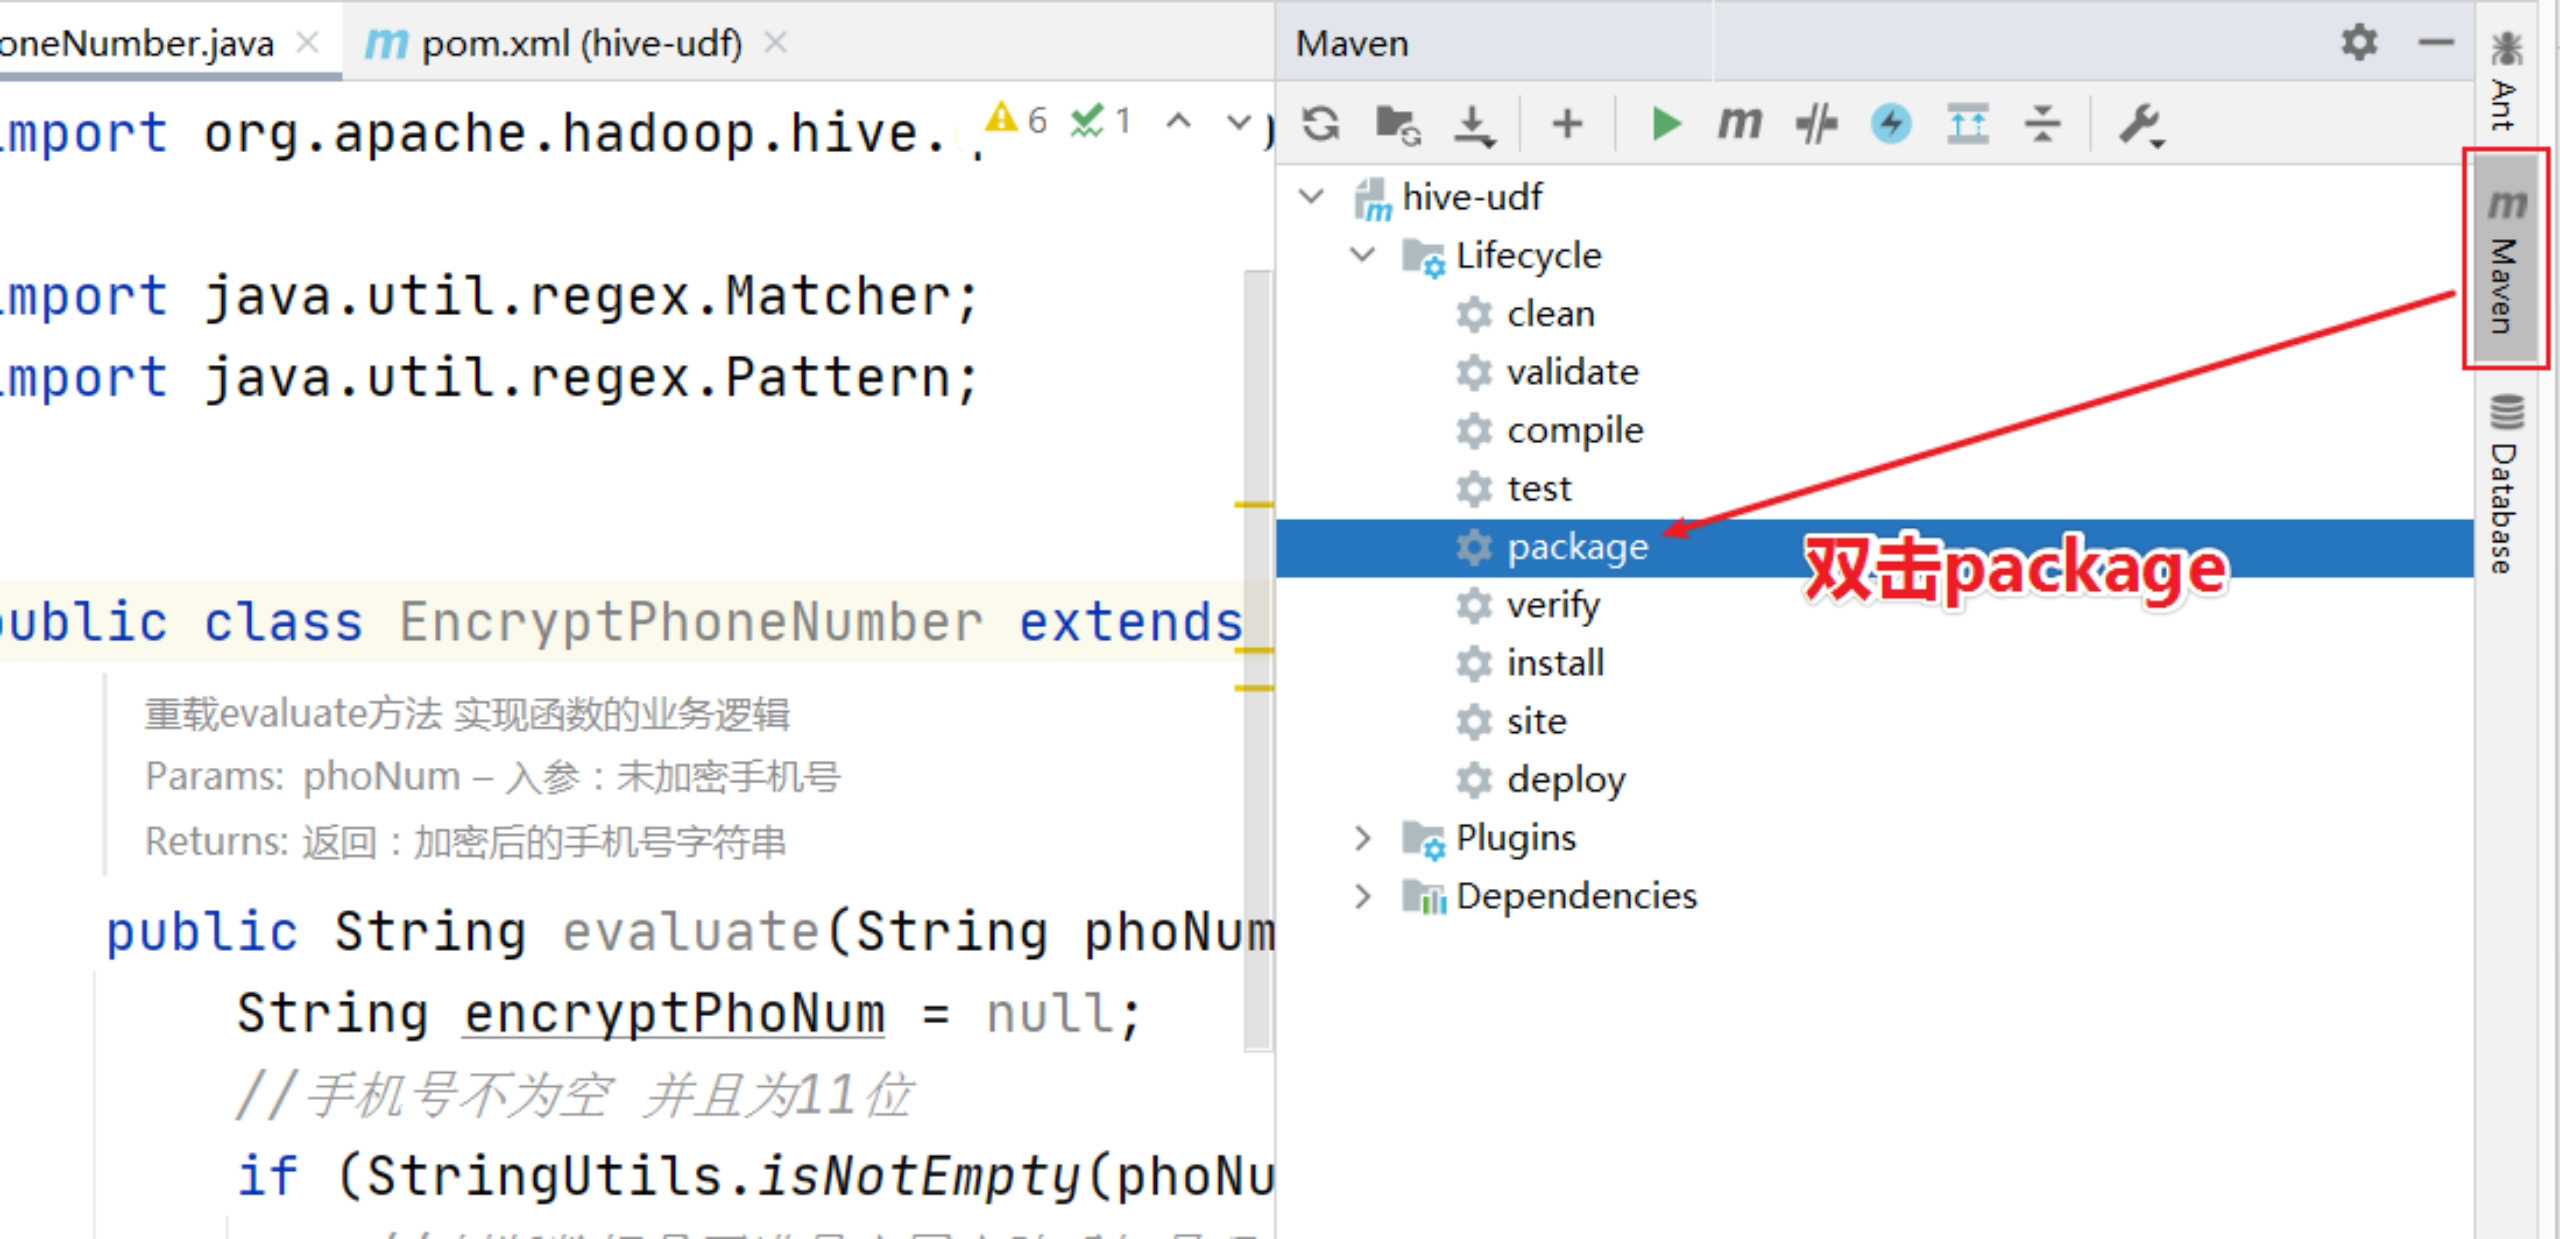 oneNumber.java
pom.xml (hive-udf)
import org.apache.hadoop.hive.
6
1
import java.util.regex.Matcher;
import java.util.regex.Pattern;
public class EncryptPhoneNumber extends
重载evaluate方法 实现函数的业务逻辑
Params: phoNum – 入参：未加密手机号
Returns: 返回：加密后的手机号字符串
public String evaluate(String phoNum
String encryptPhoNum = null;
//手机号不为空 并且为11位
if (StringUtils.isNotEmpty(phoNu
Maven
hive-udf
Lifecycle
clean
validate
compile
test
package
双击package
verify
install
site
deploy
Plugins
Dependencies
Ant
Maven
Database